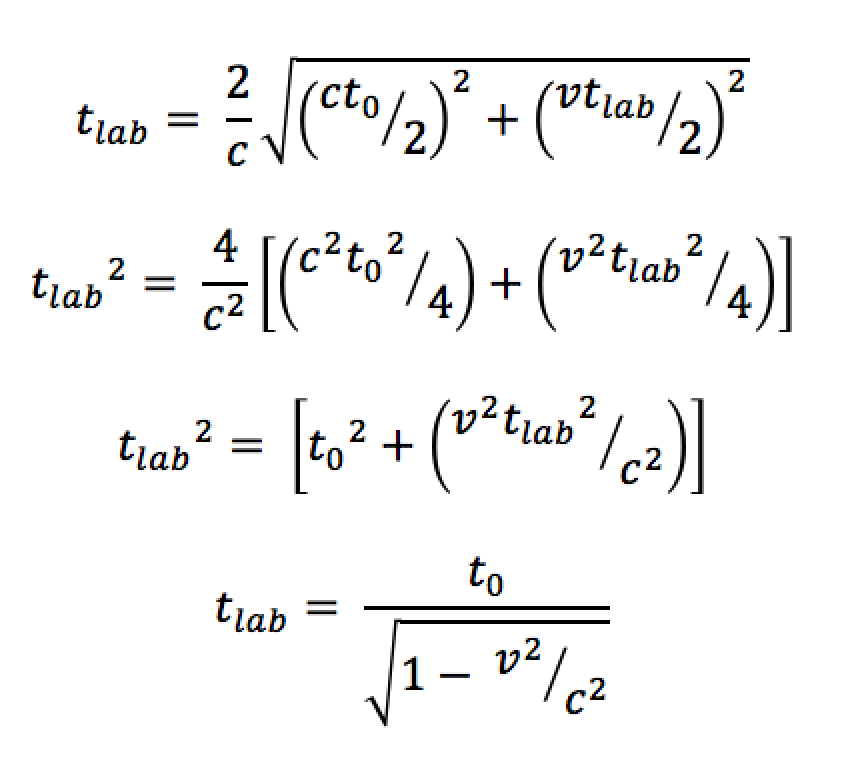 t_lab = 2/c √((ct₀/2)² + (vt_lab/2)²)
t_lab² = 4/c² [(c²t₀²/4) + (v²t_lab²/4)]
t_lab² = [t₀² + (v²t_lab²/c²)]
t_lab = t₀/√(1 − v²/c²)